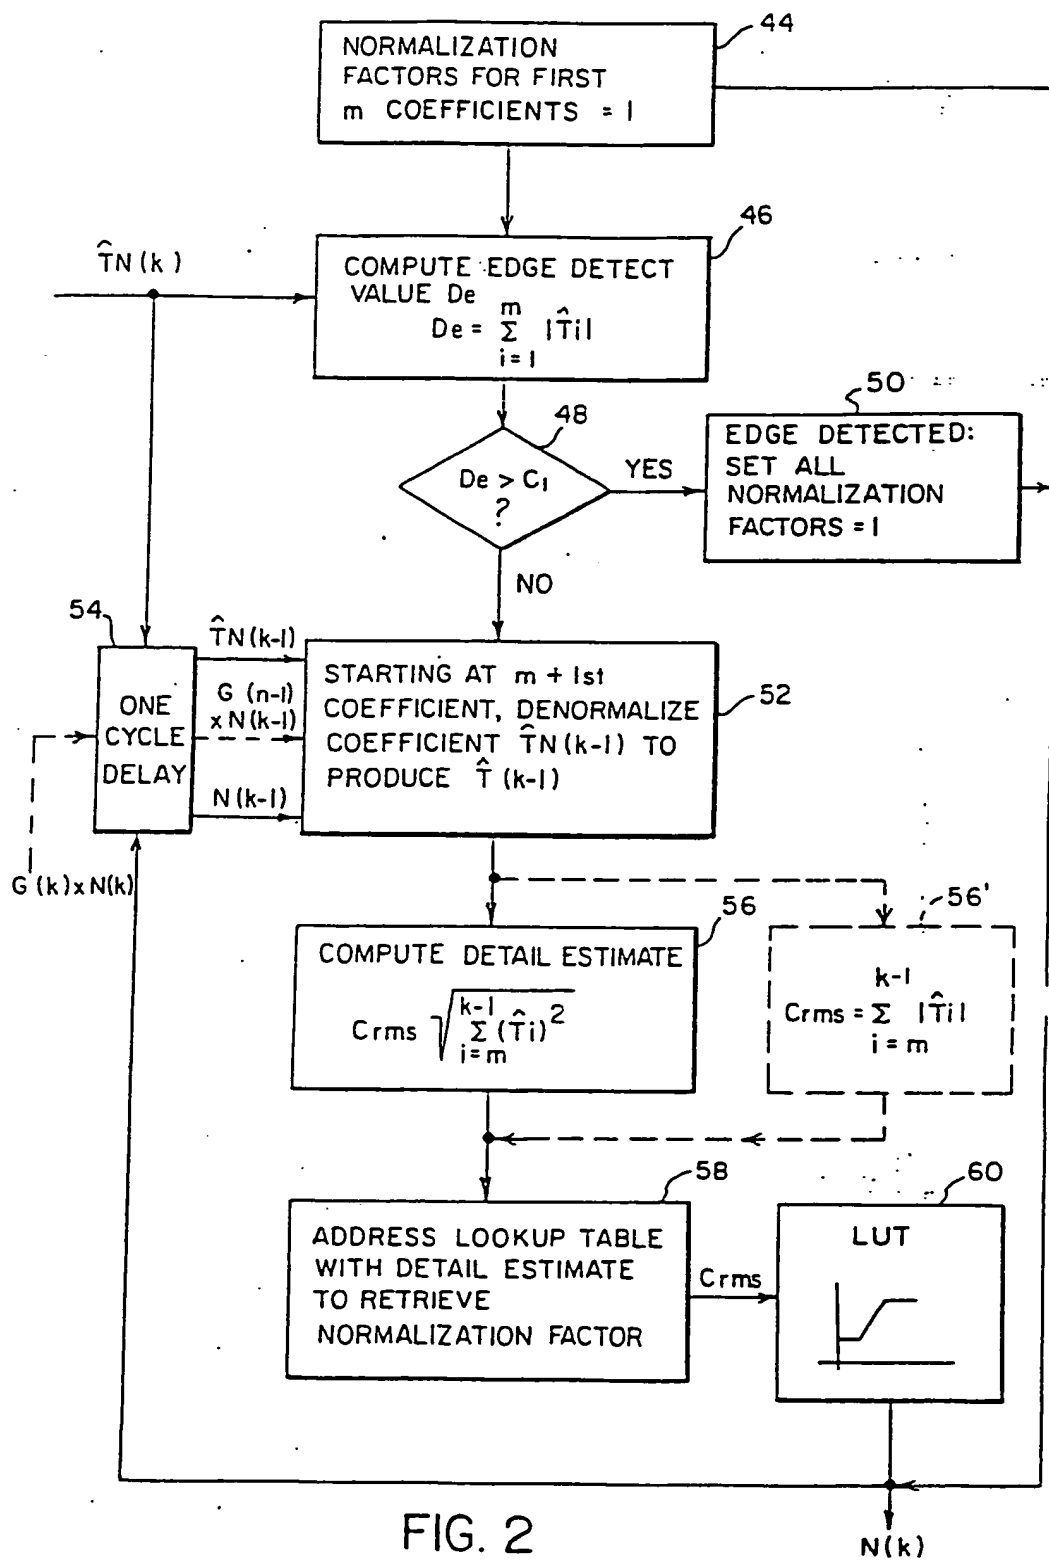 44
NORMALIZATION
FACTORS FOR FIRST
m COEFFICIENTS = 1
46
T̂N(k)
COMPUTE EDGE DETECT
VALUE De
De = m Σ i=1 |T̂i|
48
De > C1
?
YES
50
EDGE DETECTED:
SET ALL
NORMALIZATION
FACTORS = 1
NO
54
ONE
CYCLE
DELAY
T̂N(k-1)
G (n-1)
x N(k-1)
N(k-1)
G (k) x N(k)
52
STARTING AT m + 1st
COEFFICIENT, DENORMALIZE
COEFFICIENT T̂N(k-1) TO
PRODUCE T̂ (k-1)
56
COMPUTE DETAIL ESTIMATE
Crms √ k-1 Σ i=m (T̂i)²
56'
Crms = k-1 Σ i=m |T̂i|
58
ADDRESS LOOKUP TABLE
WITH DETAIL ESTIMATE
TO RETRIEVE
NORMALIZATION FACTOR
Crms
60
LUT
N(k)
FIG. 2